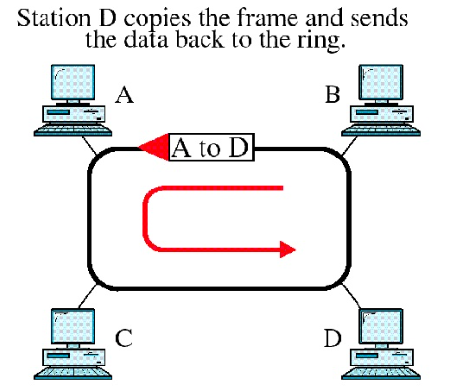 Station D copies the frame and sends
the data back to the ring.
A
B
A to D
C
D